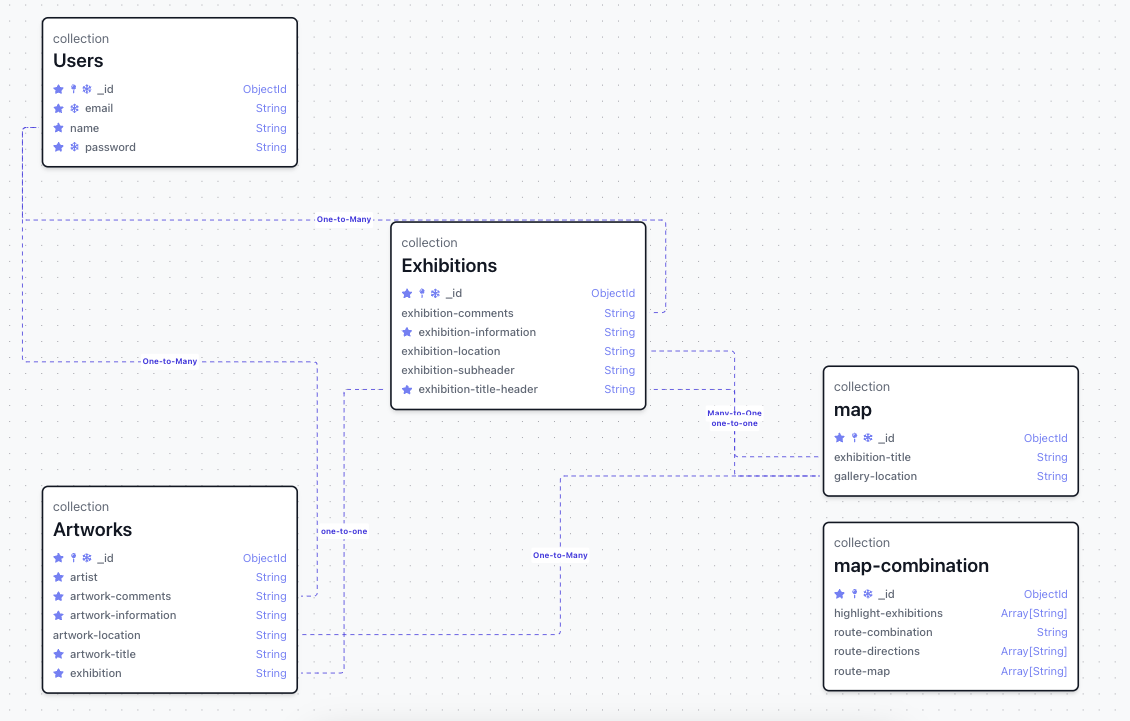 collection
Users
_id ObjectId
email String
name String
password String
One-to-Many
collection
Exhibitions
_id ObjectId
exhibition-comments String
exhibition-information String
exhibition-location String
exhibition-subheader String
exhibition-title-header String
One-to-Many
collection
map
_id ObjectId
exhibition-title String
gallery-location String
Many-to-One
one-to-one
collection
Artworks
_id ObjectId
artist String
artwork-comments String
artwork-information String
artwork-location String
artwork-title String
exhibition String
one-to-one
One-to-Many
collection
map-combination
_id ObjectId
highlight-exhibitions Array[String]
route-combination String
route-directions Array[String]
route-map Array[String]